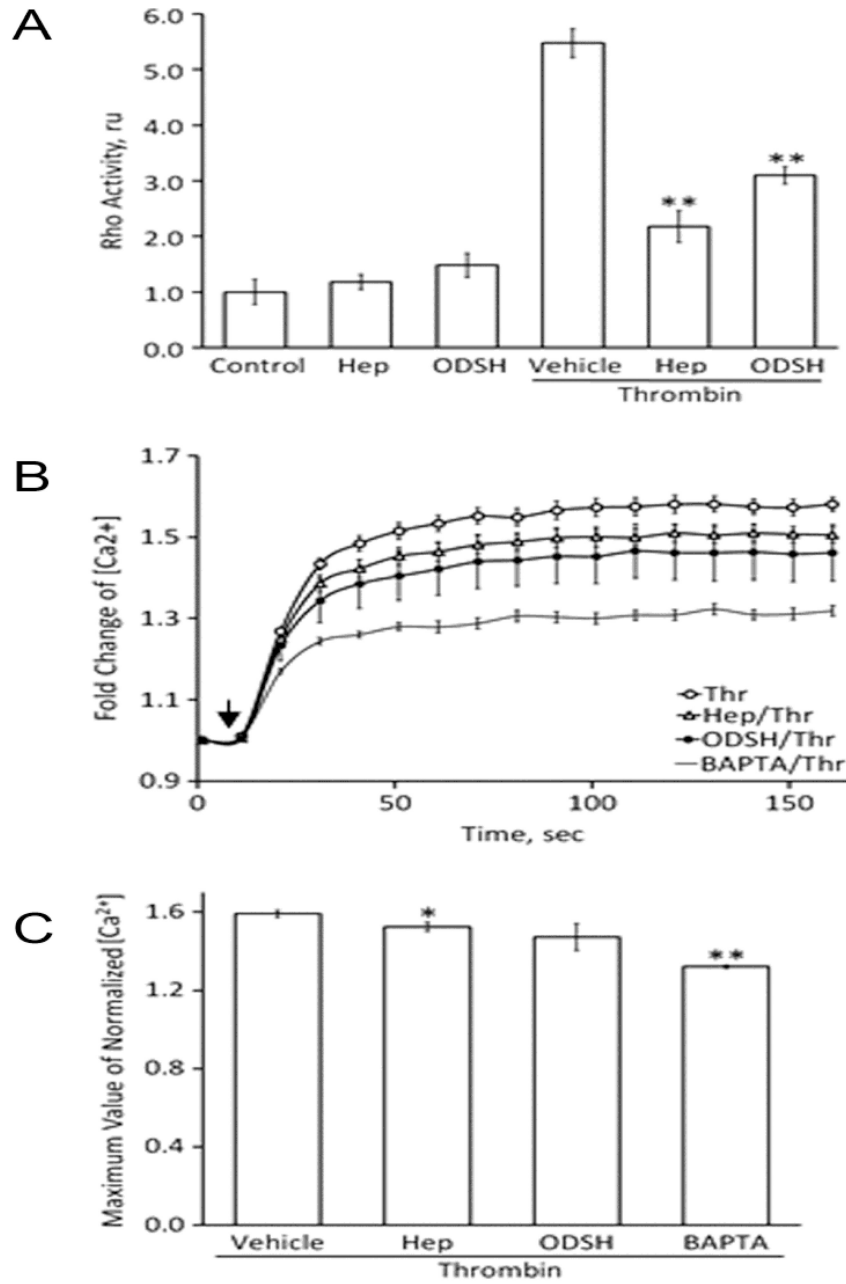 A
Rho Activity, ru
6.0
5.0
4.0
3.0
2.0
1.0
0.0
**
**
Control Hep ODSH Vehicle Hep ODSH
Thrombin
B
Fold Change of [Ca2+]
1.7
1.5
1.3
1.1
0.9
Thr
Hep/Thr
ODSH/Thr
BAPTA/Thr
0 50 100 150
Time, sec
C
Maximum Value of Normalized [Ca²⁺]
1.6
1.2
0.8
0.4
0.0
*
**
Vehicle Hep ODSH BAPTA
Thrombin